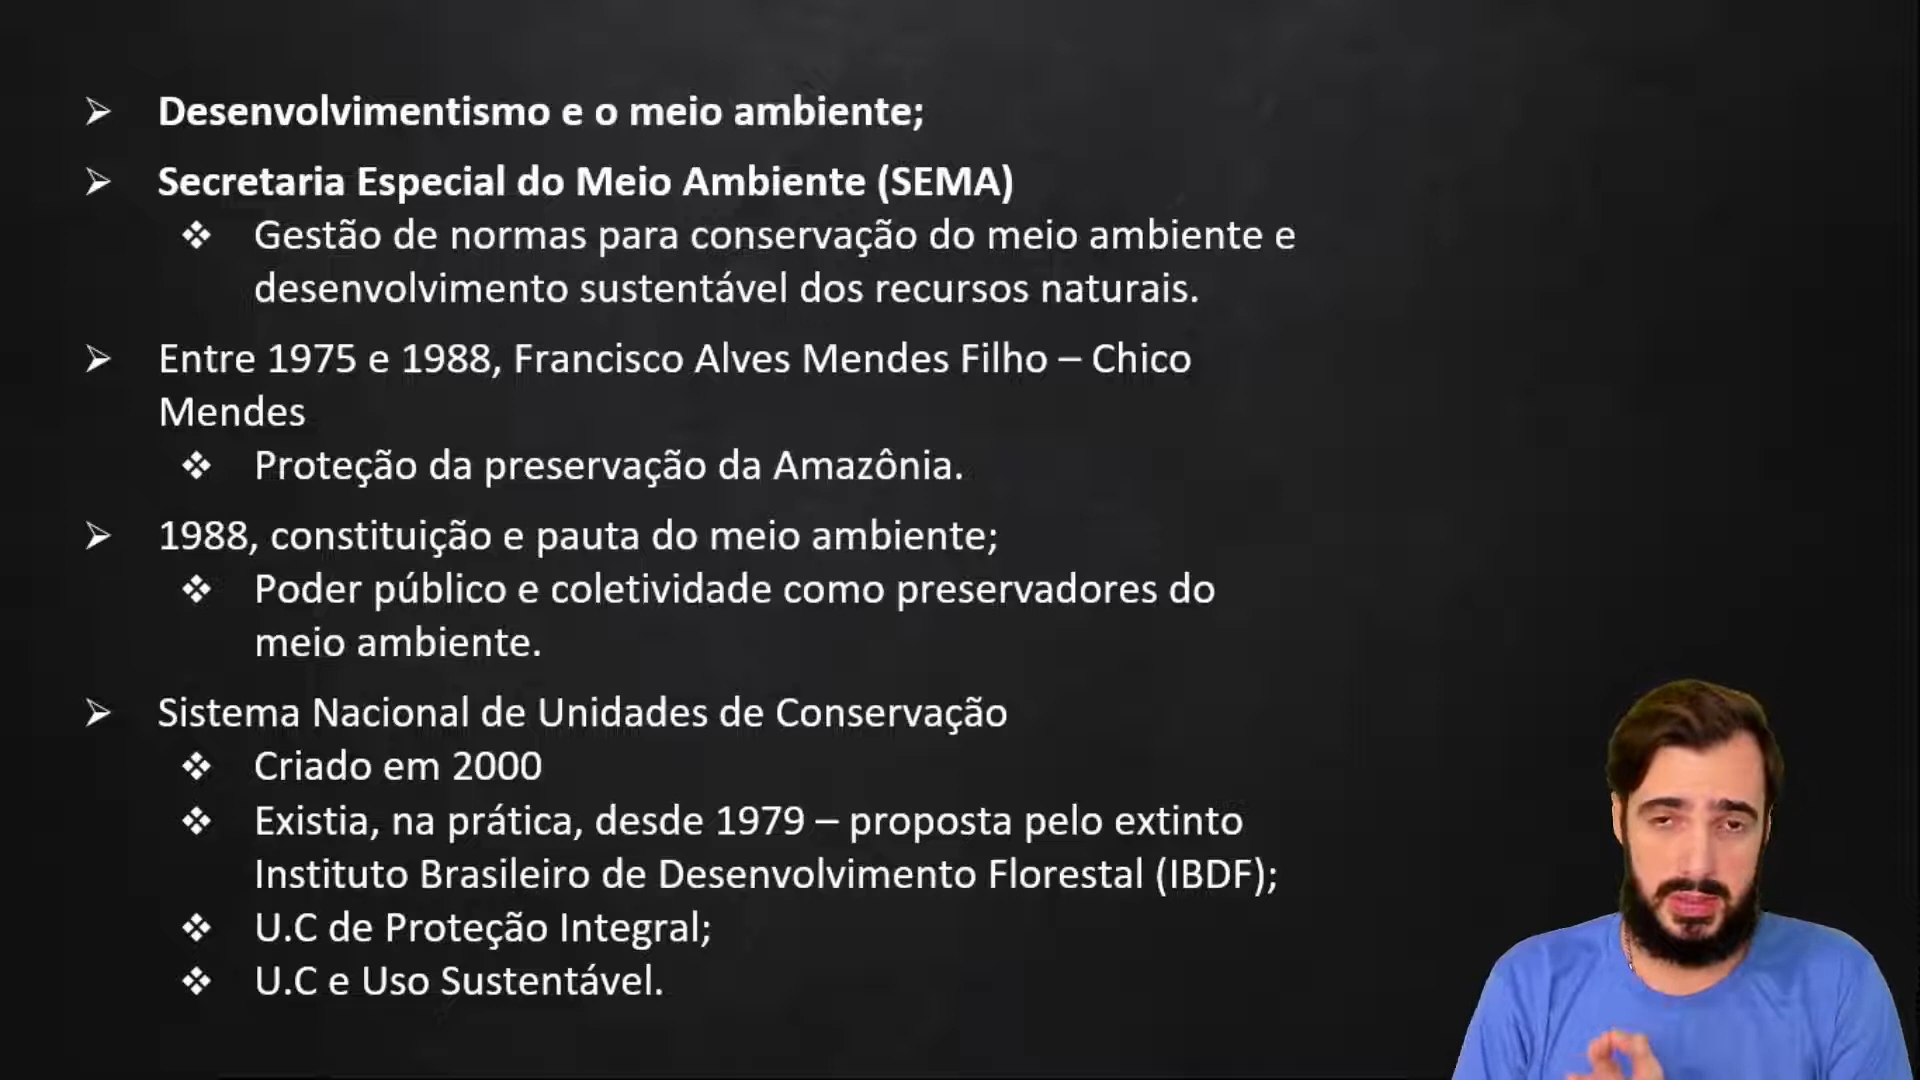 Desenvolvimentismo e o meio ambiente;
Secretaria Especial do Meio Ambiente (SEMA)
Gestão de normas para conservação do meio ambiente e
desenvolvimento sustentável dos recursos naturais.
Entre 1975 e 1988, Francisco Alves Mendes Filho – Chico
Mendes
Proteção da preservação da Amazônia.
1988, constituição e pauta do meio ambiente;
Poder público e coletividade como preservadores do
meio ambiente.
Sistema Nacional de Unidades de Conservação
Criado em 2000
Existia, na prática, desde 1979 – proposta pelo extinto
Instituto Brasileiro de Desenvolvimento Florestal (IBDF);
U.C de Proteção Integral;
U.C e Uso Sustentável.